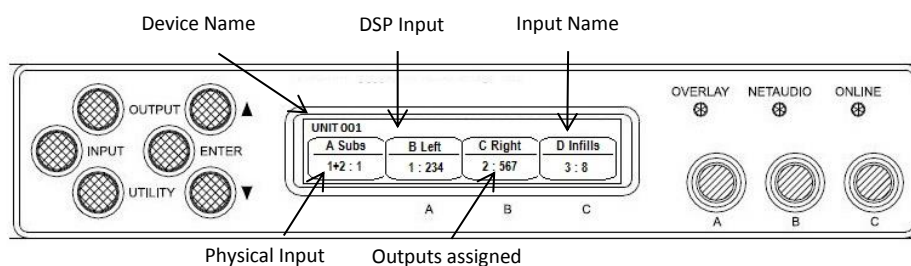 Device Name DSP Input Input Name
OVERLAY NETAUDIO ONLINE
OUTPUT ▲
INPUT ENTER
UTILITY ▼
UNIT 001
A Subs B Left C Right D Infills
1+2 : 1 1 : 234 2 : 567 3 : 8
A B C
A B C
Physical Input Outputs assigned